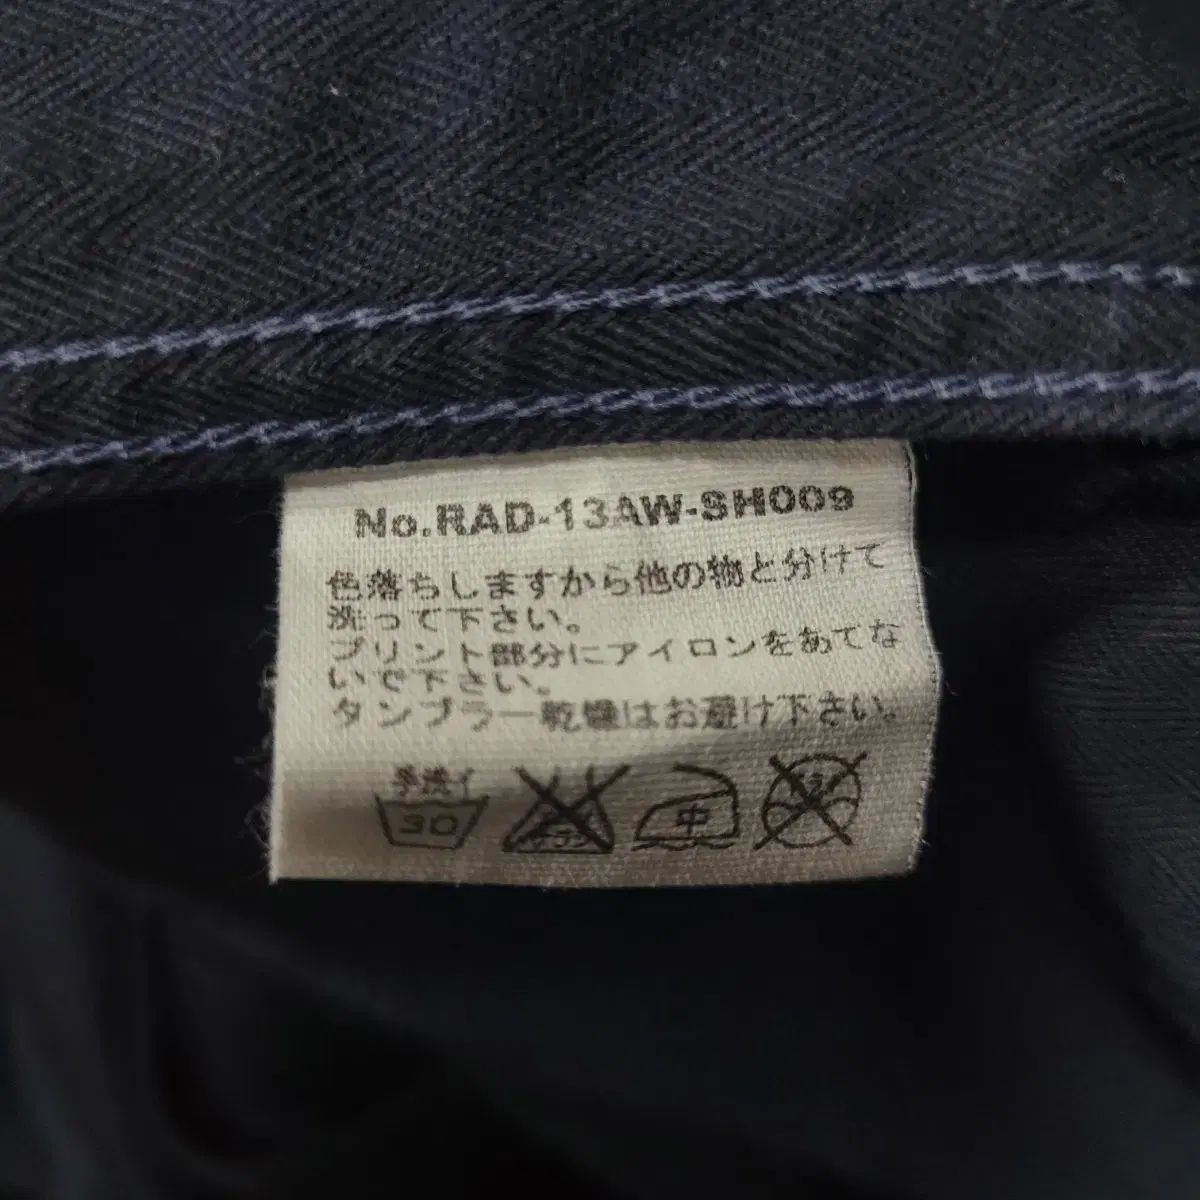 No.RAD-13AW-SH009
色落ちしますから他の物と分けて
洗って下さい。
プリント部分にアイロンをあてな
いで下さい。
タンブラー乾燥はお避け下さい。
手洗イ
30
中